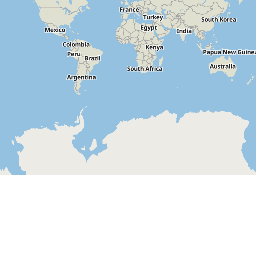 France
South Korea
Turkey
Mexico
Egypt
India
Colombia
Kenya
Peru
Papua New Guinea
Brazil
Australia
South Africa
Argentina